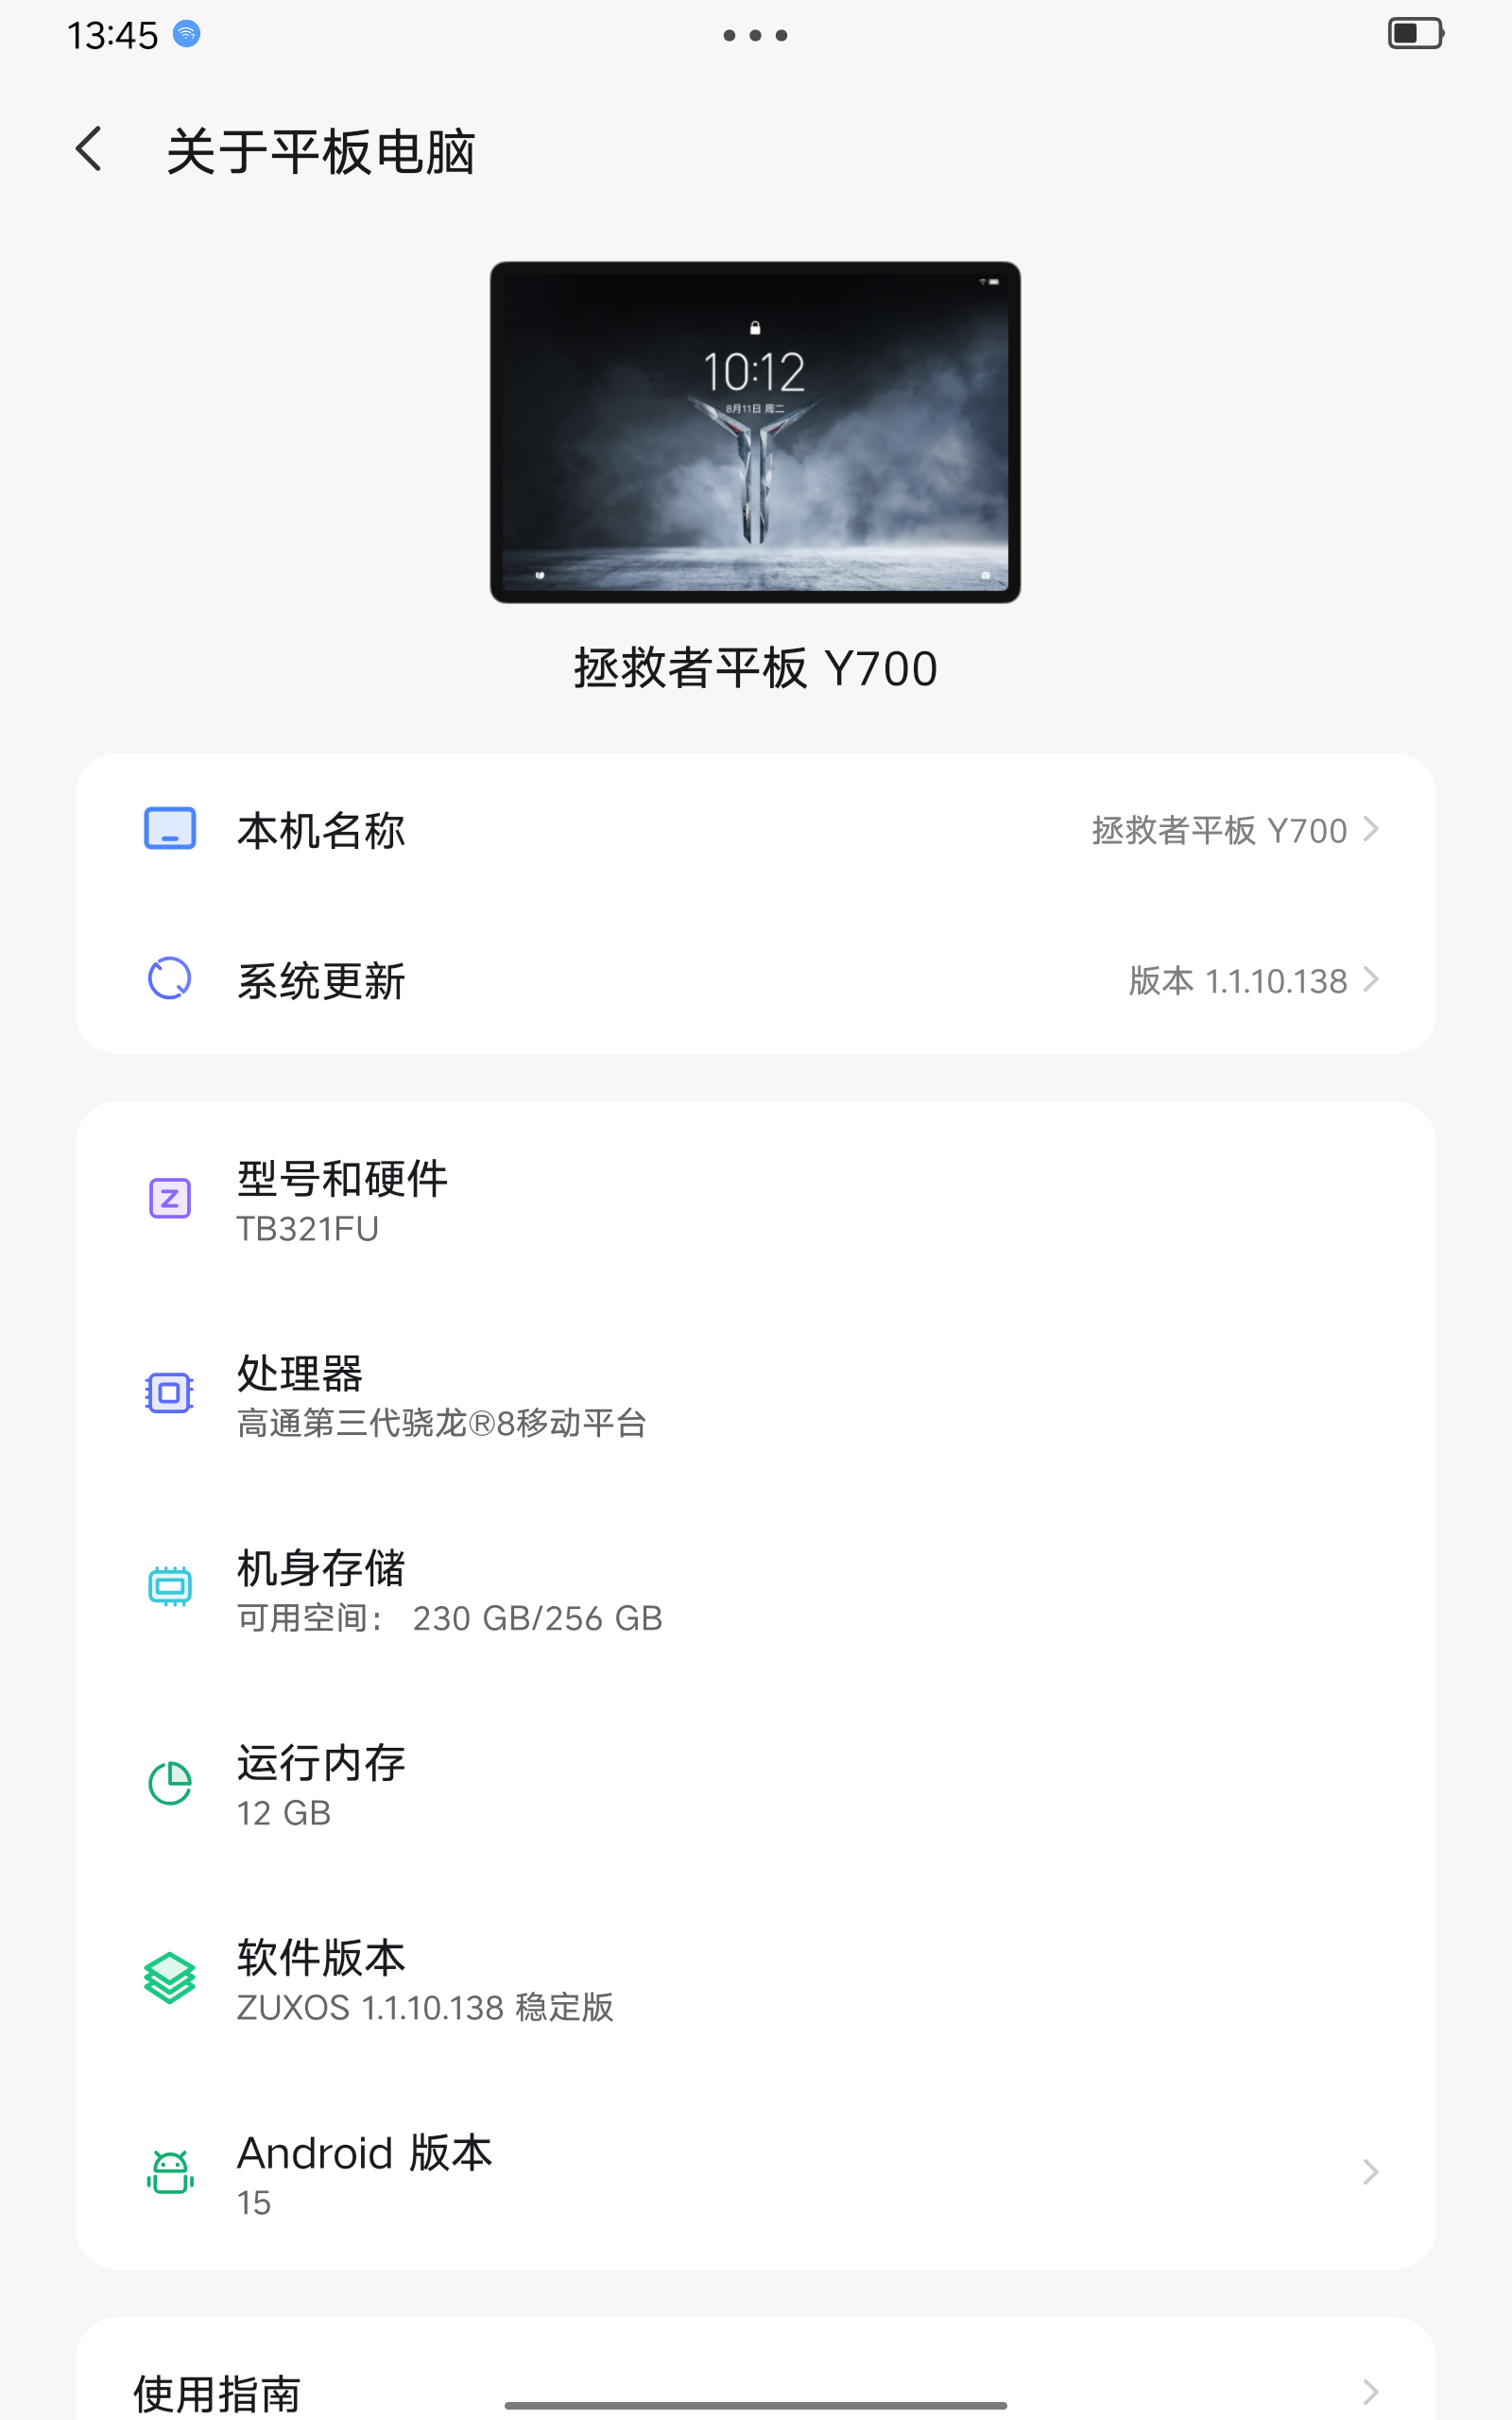 13:45
关于平板电脑
10:12
8月11日 周二
拯救者平板 Y700
本机名称
拯救者平板 Y700
系统更新
版本 1.1.10.138
型号和硬件
TB321FU
处理器
高通第三代骁龙®8移动平台
机身存储
可用空间： 230 GB/256 GB
运行内存
12 GB
软件版本
ZUXOS 1.1.10.138 稳定版
Android 版本
15
使用指南